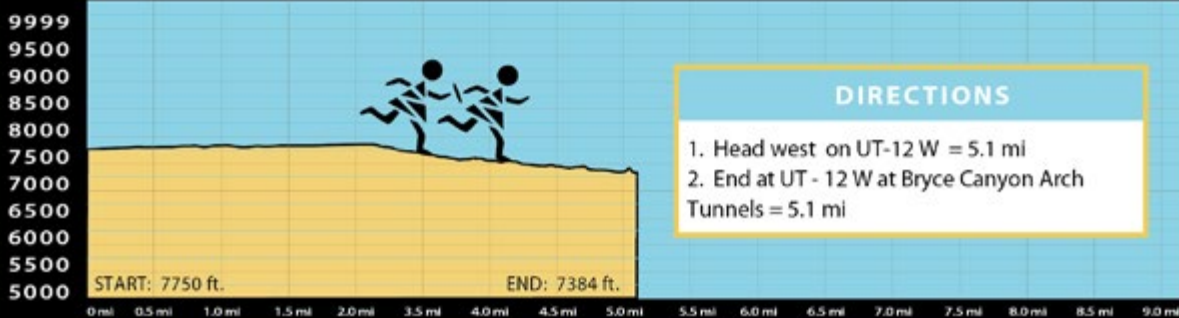 9999
9500
9000
8500
8000
7500
7000
6500
6000
5500
5000
DIRECTIONS
1. Head west on UT-12 W = 5.1 mi
2. End at UT - 12 W at Bryce Canyon Arch
Tunnels = 5.1 mi
START: 7750 ft. END: 7384 ft.
0 mi 0.5 mi 1.0 mi 1.5 mi 2.0 mi 3.5 mi 4.0 mi 4.5 mi 5.0 mi 5.5 mi 6.0 mi 6.5 mi 7.0 mi 7.5 mi 8.0 mi 8.5 mi 9.0 mi